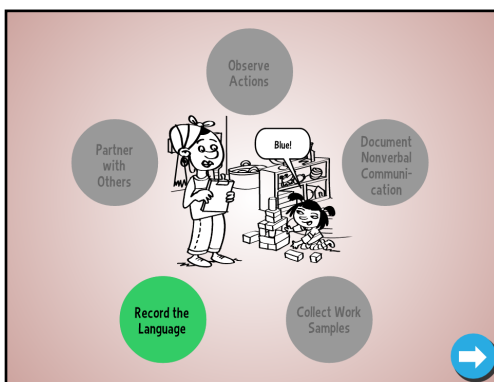 Observe
Actions
Partner
with
Others
Blue!
Document
Nonverbal
Communi-
cation
Record the
Language
Collect Work
Samples